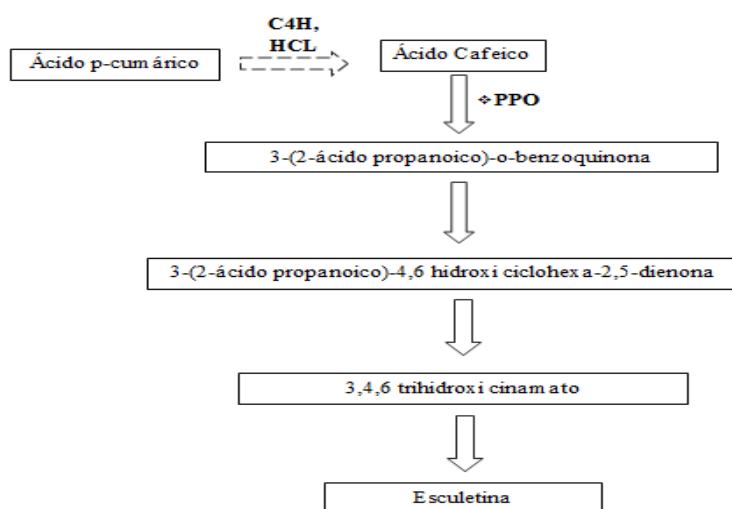 C4H,
HCL
Ácido p-cumárico
Ácido Cafeico
❖PPO
3-(2-ácido propanoico)-o-benzoquinona
3-(2-ácido propanoico)-4,6 hidroxi ciclohexa-2,5-dienona
3,4,6 trihidroxi cinamato
Esculetina